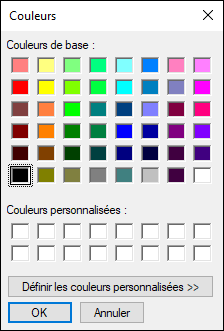 Couleurs
Couleurs de base :
Couleurs personnalisées :
Définir les couleurs personnalisées >>
OK
Annuler